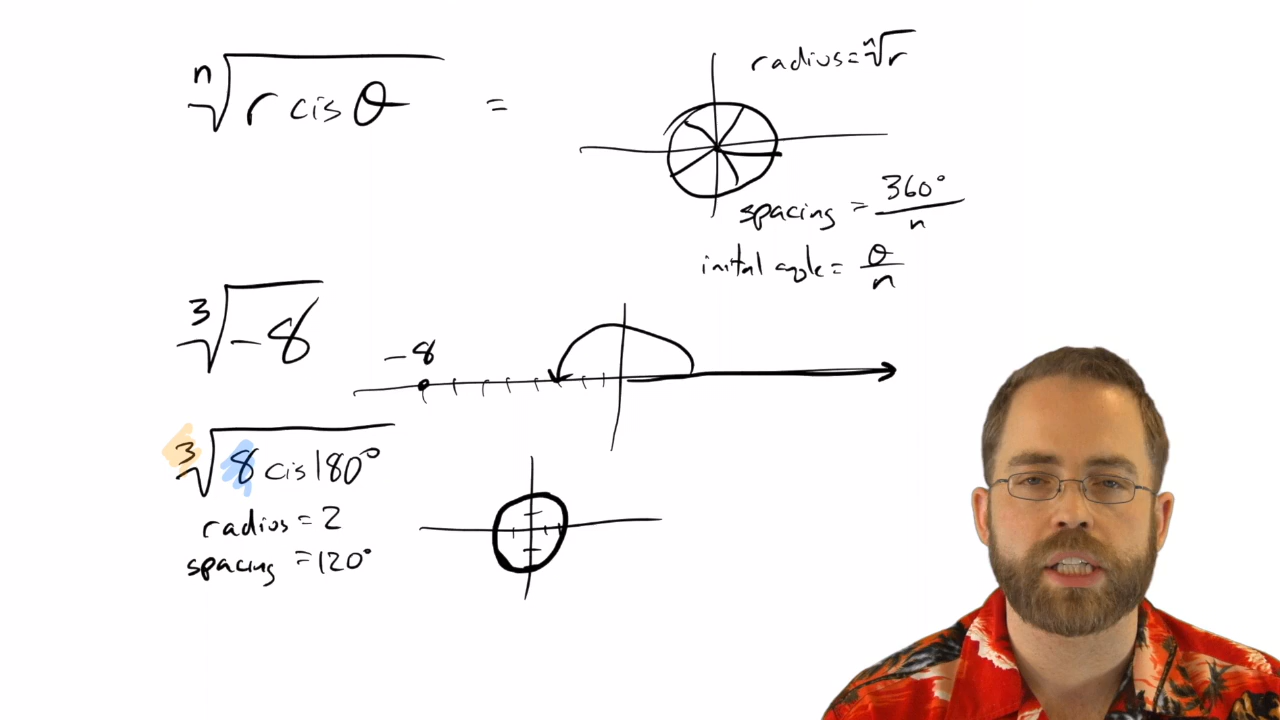 ⁿ√(r cis θ) =
radius = ⁿ√r
spacing = 360°/n
initial angle = θ/n
³√-8
-8
³√(8 cis 180°)
radius = 2
spacing = 120°